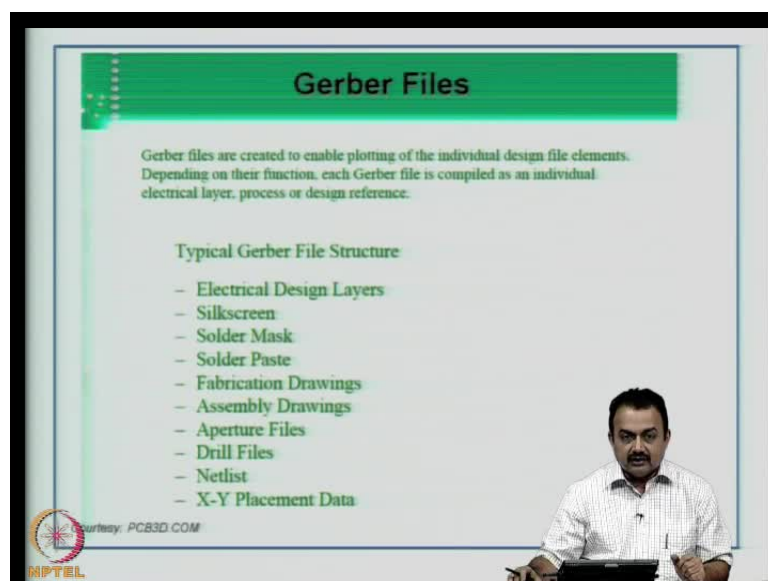 Gerber Files
Gerber files are created to enable plotting of the individual design file elements.
Depending on their function, each Gerber file is compiled as an individual
electrical layer, process or design reference.
Typical Gerber File Structure
– Electrical Design Layers
– Silkscreen
– Solder Mask
– Solder Paste
– Fabrication Drawings
– Assembly Drawings
– Aperture Files
– Drill Files
– Netlist
– X-Y Placement Data
Courtesy: PCB3D.COM
NPTEL